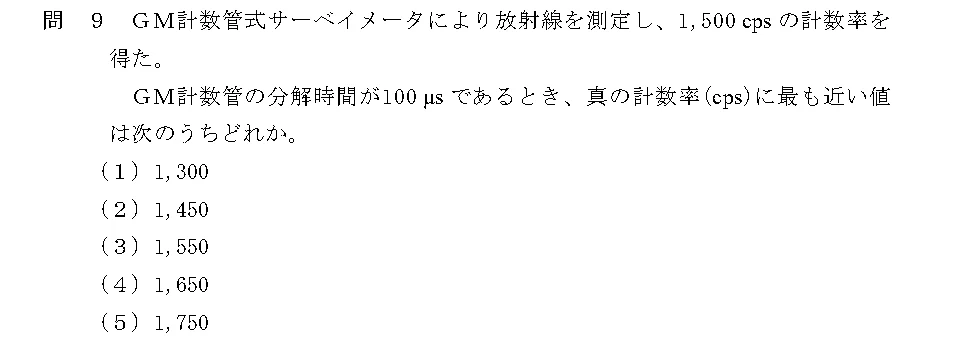 問　９　ＧＭ計数管式サーベイメータにより放射線を測定し、1,500 cps の計数率を
得た。
ＧＭ計数管の分解時間が100 μs であるとき、真の計数率(cps)に最も近い値
は次のうちどれか。
（１）1,300
（２）1,450
（３）1,550
（４）1,650
（５）1,750